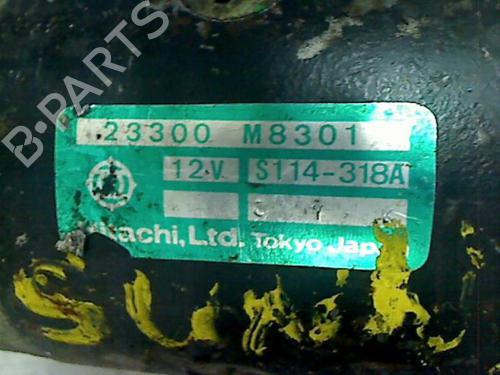 B-PARTS
23300 M8301
12V S114-318A
Hitachi, Ltd. Tokyo Japan